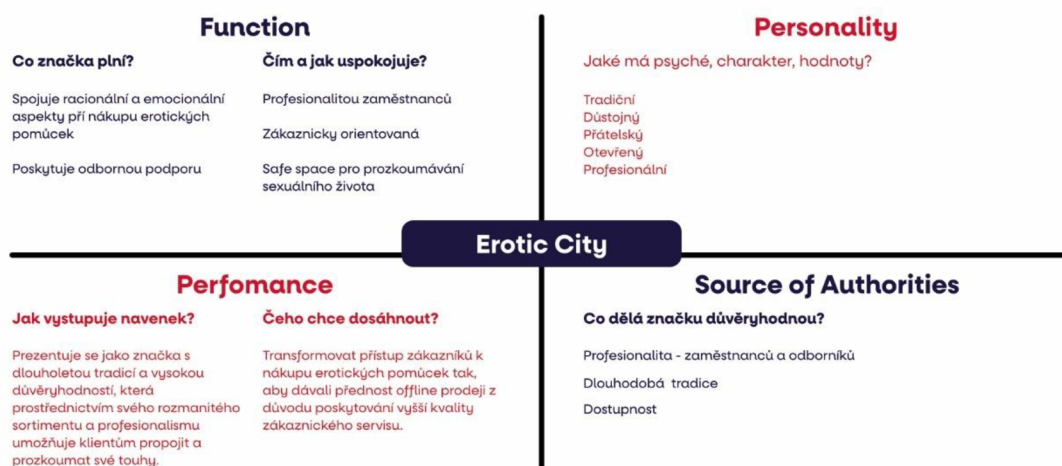 Function
Co značka plní?
Spojuje racionální a emocionální
aspekty pří nákupu erotických
pomůcek
Poskytuje odbornou podporu
Čím a jak uspokojuje?
Profesionalitou zaměstnanců
Zákaznicky orientovaná
Safe space pro prozkoumávání
sexuálního života
Personality
Jaké má psyché, charakter, hodnoty?
Tradiční
Důstojný
Přátelský
Otevřený
Profesionální
Erotic City
Perfomance
Jak vystupuje navenek?
Prezentuje se jako značka s
dlouholetou tradicí a vysokou
důvěryhodností, která
prostřednictvím svého rozmanitého
sortimentu a profesionalismu
umožňuje klientům propojit a
prozkoumat své touhy.
Čeho chce dosáhnout?
Transformovat přístup zákazníků k
nákupu erotických pomůcek tak,
aby dávali přednost offline prodeji z
důvodu poskytování vyšší kvality
zákaznického servisu.
Source of Authorities
Co dělá značku důvěryhodnou?
Profesionalita - zaměstnanců a odborníků
Dlouhodobá tradice
Dostupnost